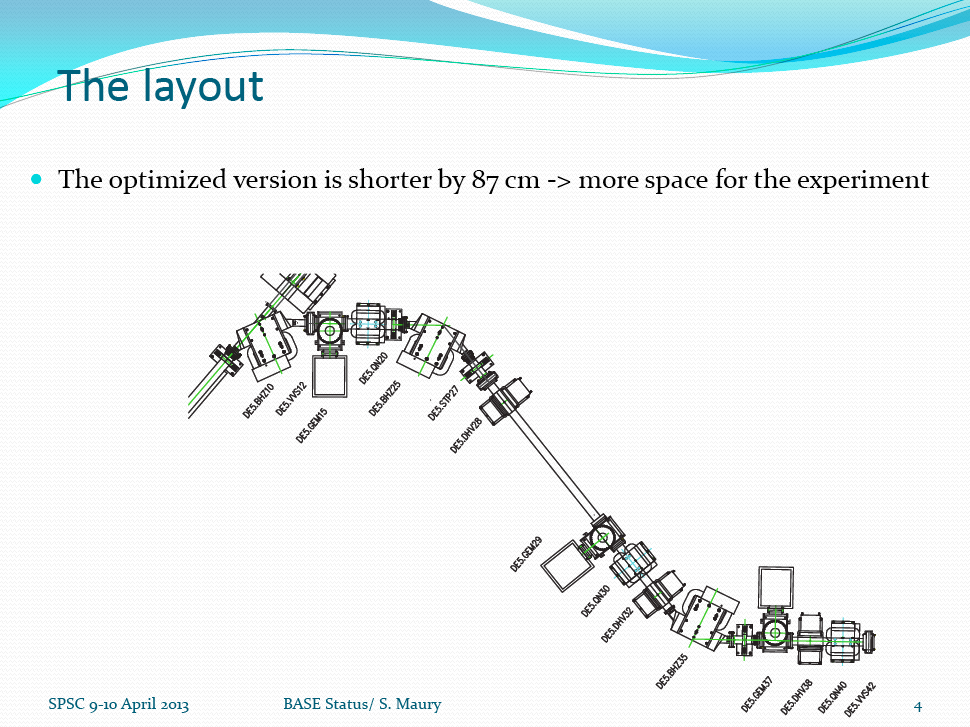 The layout
The optimized version is shorter by 87 cm -> more space for the experiment
DE5.BHZ10
DE5.VVS12
DE5.GEM15
DE5.QN20
DE5.BHZ25
DE5.STP27
DE5.DHV28
DE5.GEM29
DE5.QN30
DE5.DHV32
DE5.BHZ35
DE5.GEM37
DE5.DHV38
DE5.QN40
DE5.VVS42
SPSC 9-10 April 2013
BASE Status/ S. Maury
4